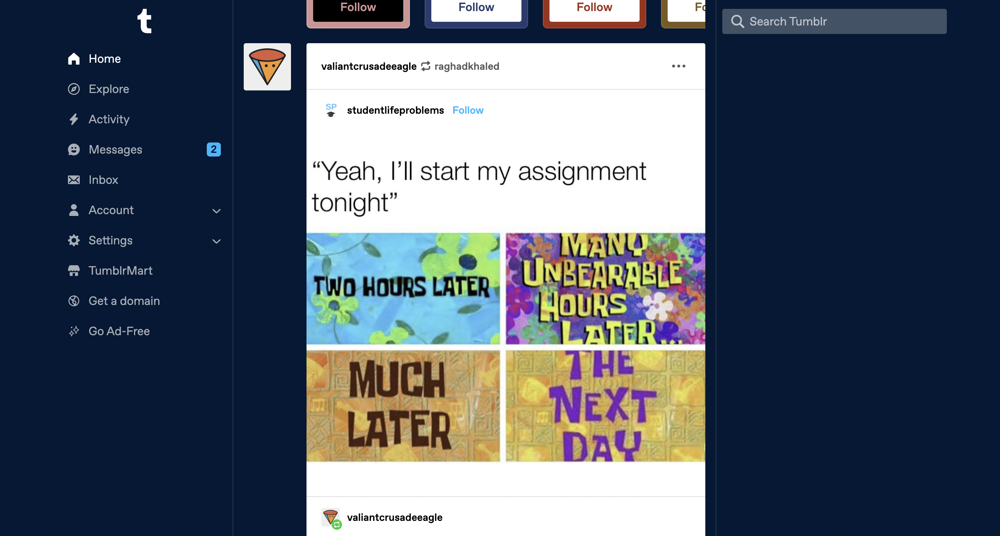 t
Home
Explore
Activity
Messages 2
Inbox
Account
Settings
TumblrMart
Get a domain
Go Ad-Free
Follow Follow Follow Fo
valiantcrusadeeagle raghadkhaled
SP
studentlifeproblems Follow
“Yeah, I’ll start my assignment
tonight”
TWO HOURS LATER
MANY
UNBEARABLE
HOURS
LATER...
MUCH
LATER
THE
NEXT
DAY
valiantcrusadeeagle
Search Tumblr